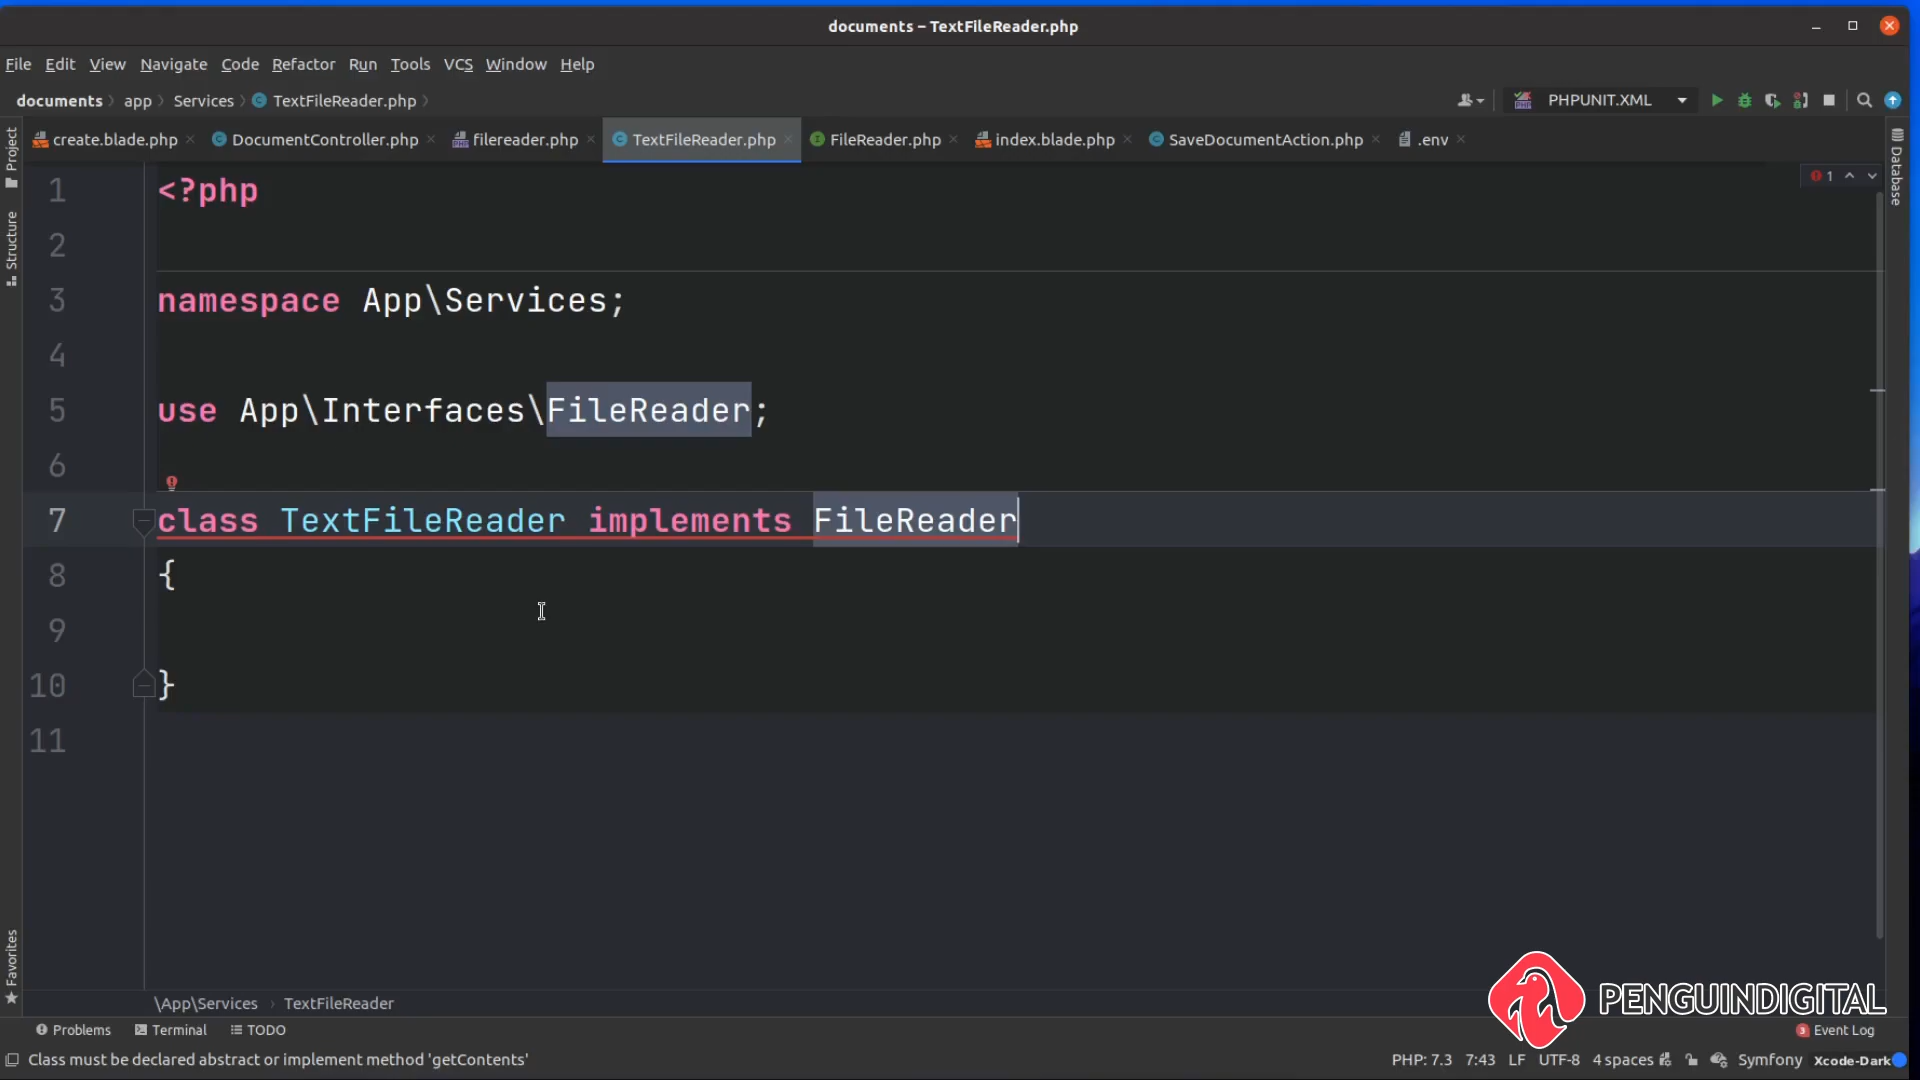 documents – TextFileReader.php
File Edit View Navigate Code Refactor Run Tools VCS Window Help
documents app Services TextFileReader.php
PHPUNIT.XML
create.blade.php DocumentController.php filereader.php TextFileReader.php FileReader.php index.blade.php SaveDocumentAction.php .env
Project
Structure
Favorites
Database
1
1 <?php
2
3 namespace App\Services;
4
5 use App\Interfaces\FileReader;
6
7 class TextFileReader implements FileReader
8 {
9
10 }
11
\App\Services TextFileReader
PENGUINDIGITAL
Problems Terminal TODO
3 Event Log
Class must be declared abstract or implement method 'getContents'
PHP: 7.3 7:43 LF UTF-8 4 spaces Symfony Xcode-Dark